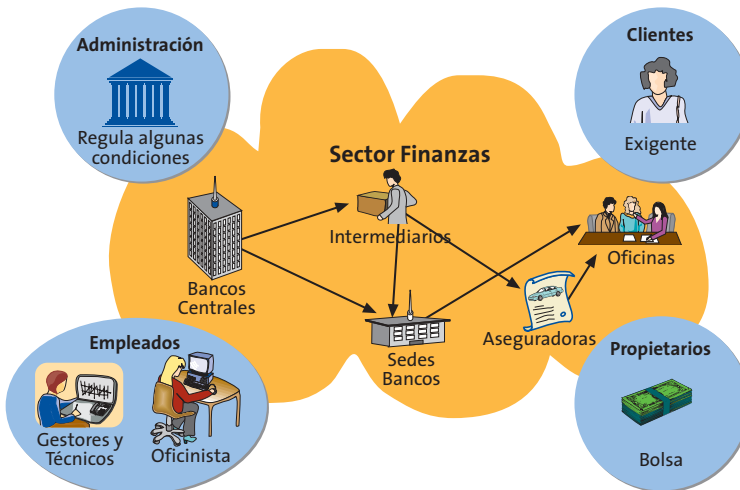 Administración
Regula algunas
condiciones
Clientes
Exigente
Sector Finanzas
Intermediarios
Bancos
Centrales
Oficinas
Aseguradoras
Sedes
Bancos
Empleados
Gestores y
Técnicos
Oficinista
Propietarios
Bolsa